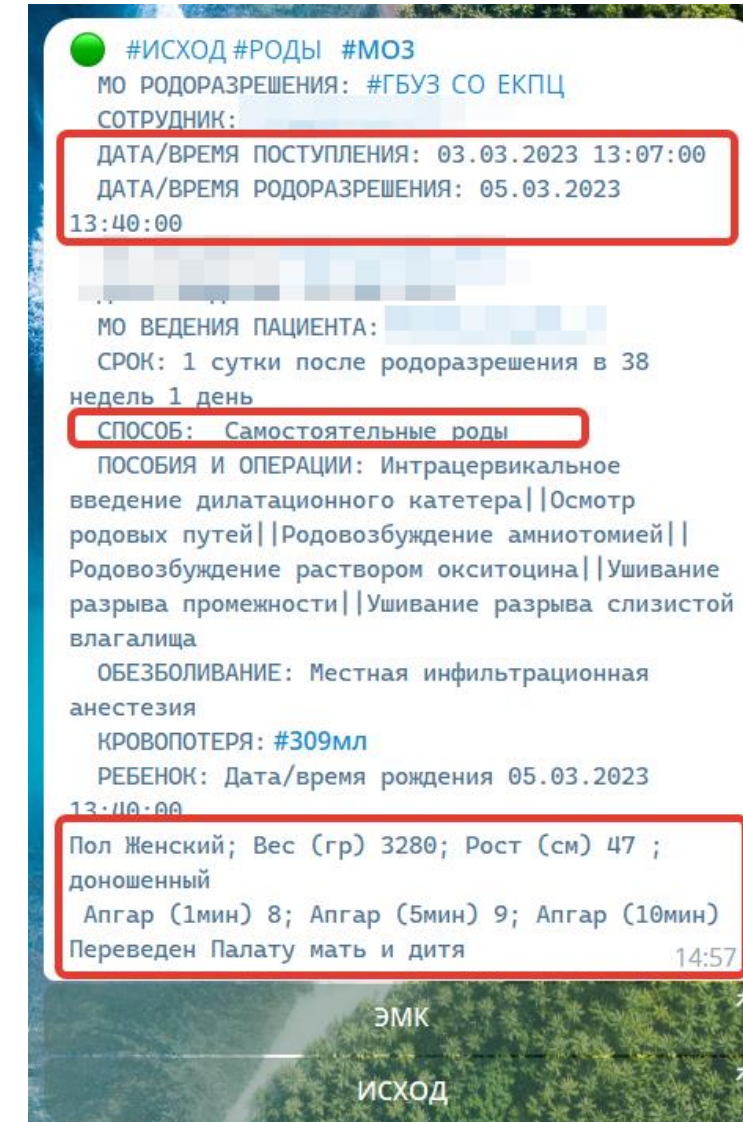 #ИСХОД #РОДЫ #МО3
МО РОДОРАЗРЕШЕНИЯ: #ГБУЗ СО ЕКПЦ
СОТРУДНИК:
ДАТА/ВРЕМЯ ПОСТУПЛЕНИЯ: 03.03.2023 13:07:00
ДАТА/ВРЕМЯ РОДОРАЗРЕШЕНИЯ: 05.03.2023
13:40:00
МО ВЕДЕНИЯ ПАЦИЕНТА:
СРОК: 1 сутки после родоразрешения в 38
недель 1 день
СПОСОБ: Самостоятельные роды
ПОСОБИЯ И ОПЕРАЦИИ: Интрацервикальное
введение дилатационного катетера||Осмотр
родовых путей||Родовозбуждение амниотомией||
Родовозбуждение раствором окситоцина||Ушивание
разрыва промежности||Ушивание разрыва слизистой
влагалища
ОБЕЗБОЛИВАНИЕ: Местная инфильтрационная
анестезия
КРОВОПОТЕРЯ: #309мл
РЕБЕНОК: Дата/время рождения 05.03.2023
13:40:00
Пол Женский; Вес (гр) 3280; Рост (см) 47 ;
доношенный
Апгар (1мин) 8; Апгар (5мин) 9; Апгар (10мин)
Переведен Палату мать и дитя
14:57
ЭМК
ИСХОД